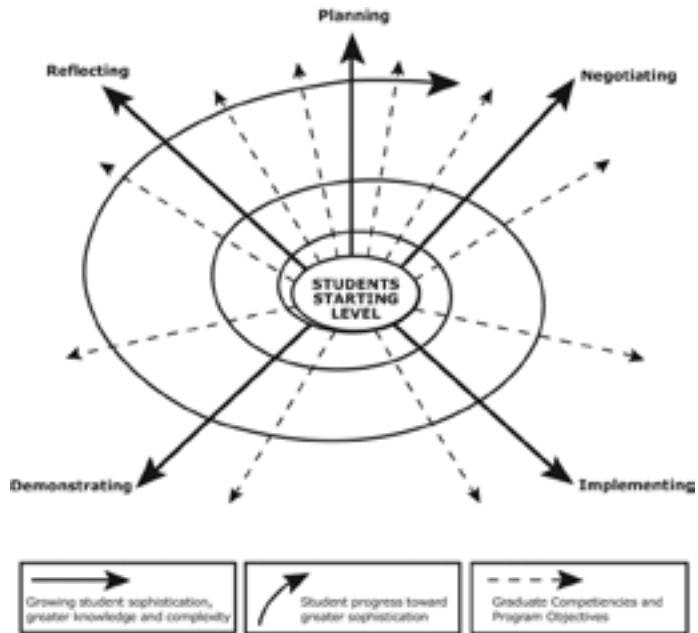 Planning
Reflecting
Negotiating
STUDENTS
STARTING
LEVEL
Demonstrating
Implementing
Growing student sophistication,
greater knowledge and complexity
Student progress toward
greater sophistication
Graduate Competencies and
Program Objectives